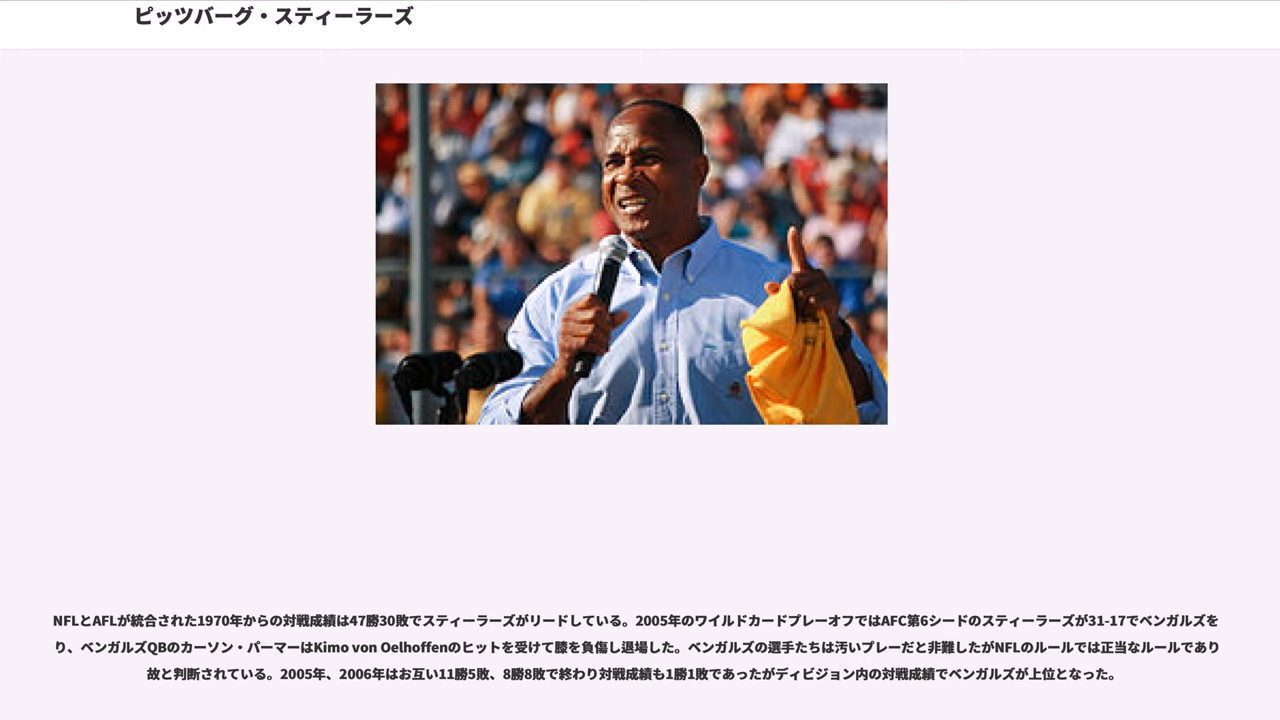 ピッツバーグ・スティーラーズ
NFLとAFLが統合された1970年からの対戦成績は47勝30敗でスティーラーズがリードしている。2005年のワイルドカードプレーオフではAFC第6シードのスティーラーズが31-17でベンガルズを
り、ベンガルズQBのカーソン・パーマーはKimo von Oelhoffenのヒットを受けて膝を負傷し退場した。ベンガルズの選手たちは汚いプレーだと非難したがNFLのルールでは正当なルールであり
故と判断されている。2005年、2006年はお互い11勝5敗、8勝8敗で終わり対戦成績も1勝1敗であったがディビジョン内の対戦成績でベンガルズが上位となった。